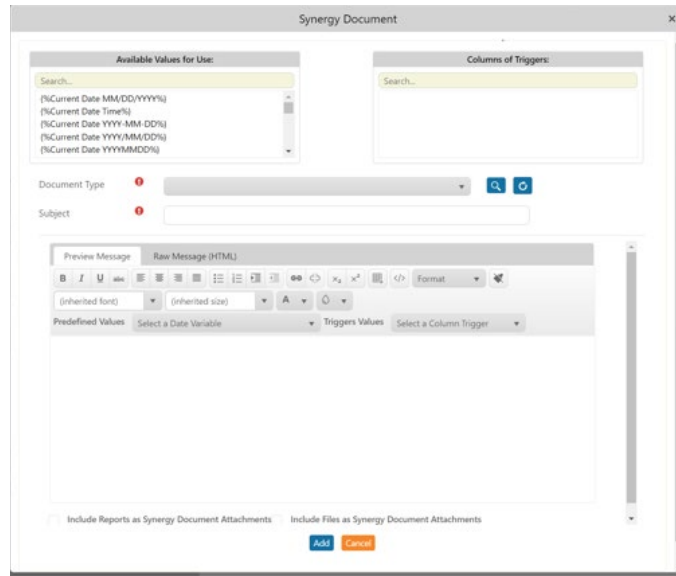 Synergy Document
×
Available Values for Use:
Search...
{%Current Date MM/DD/YYYY%}
{%Current Date Time%}
{%Current Date YYYY-MM-DD%}
{%Current Date YYYY/MM/DD%}
{%Current Date YYYYMMDD%}
Columns of Triggers:
Search...
Document Type
Subject
Preview Message Raw Message (HTML)
B I U abc x₂ x² </> Format
(inherited font) (inherited size) A
Predefined Values Select a Date Variable Triggers Values Select a Column Trigger
Include Reports as Synergy Document Attachments Include Files as Synergy Document Attachments
Add Cancel